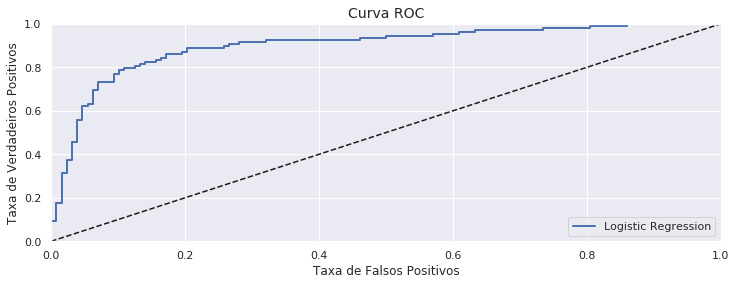 Curva ROC
Taxa de Verdadeiros Positivos
1.0
0.8
0.6
0.4
0.2
0.0
Logistic Regression
0.0 0.2 0.4 0.6 0.8 1.0
Taxa de Falsos Positivos